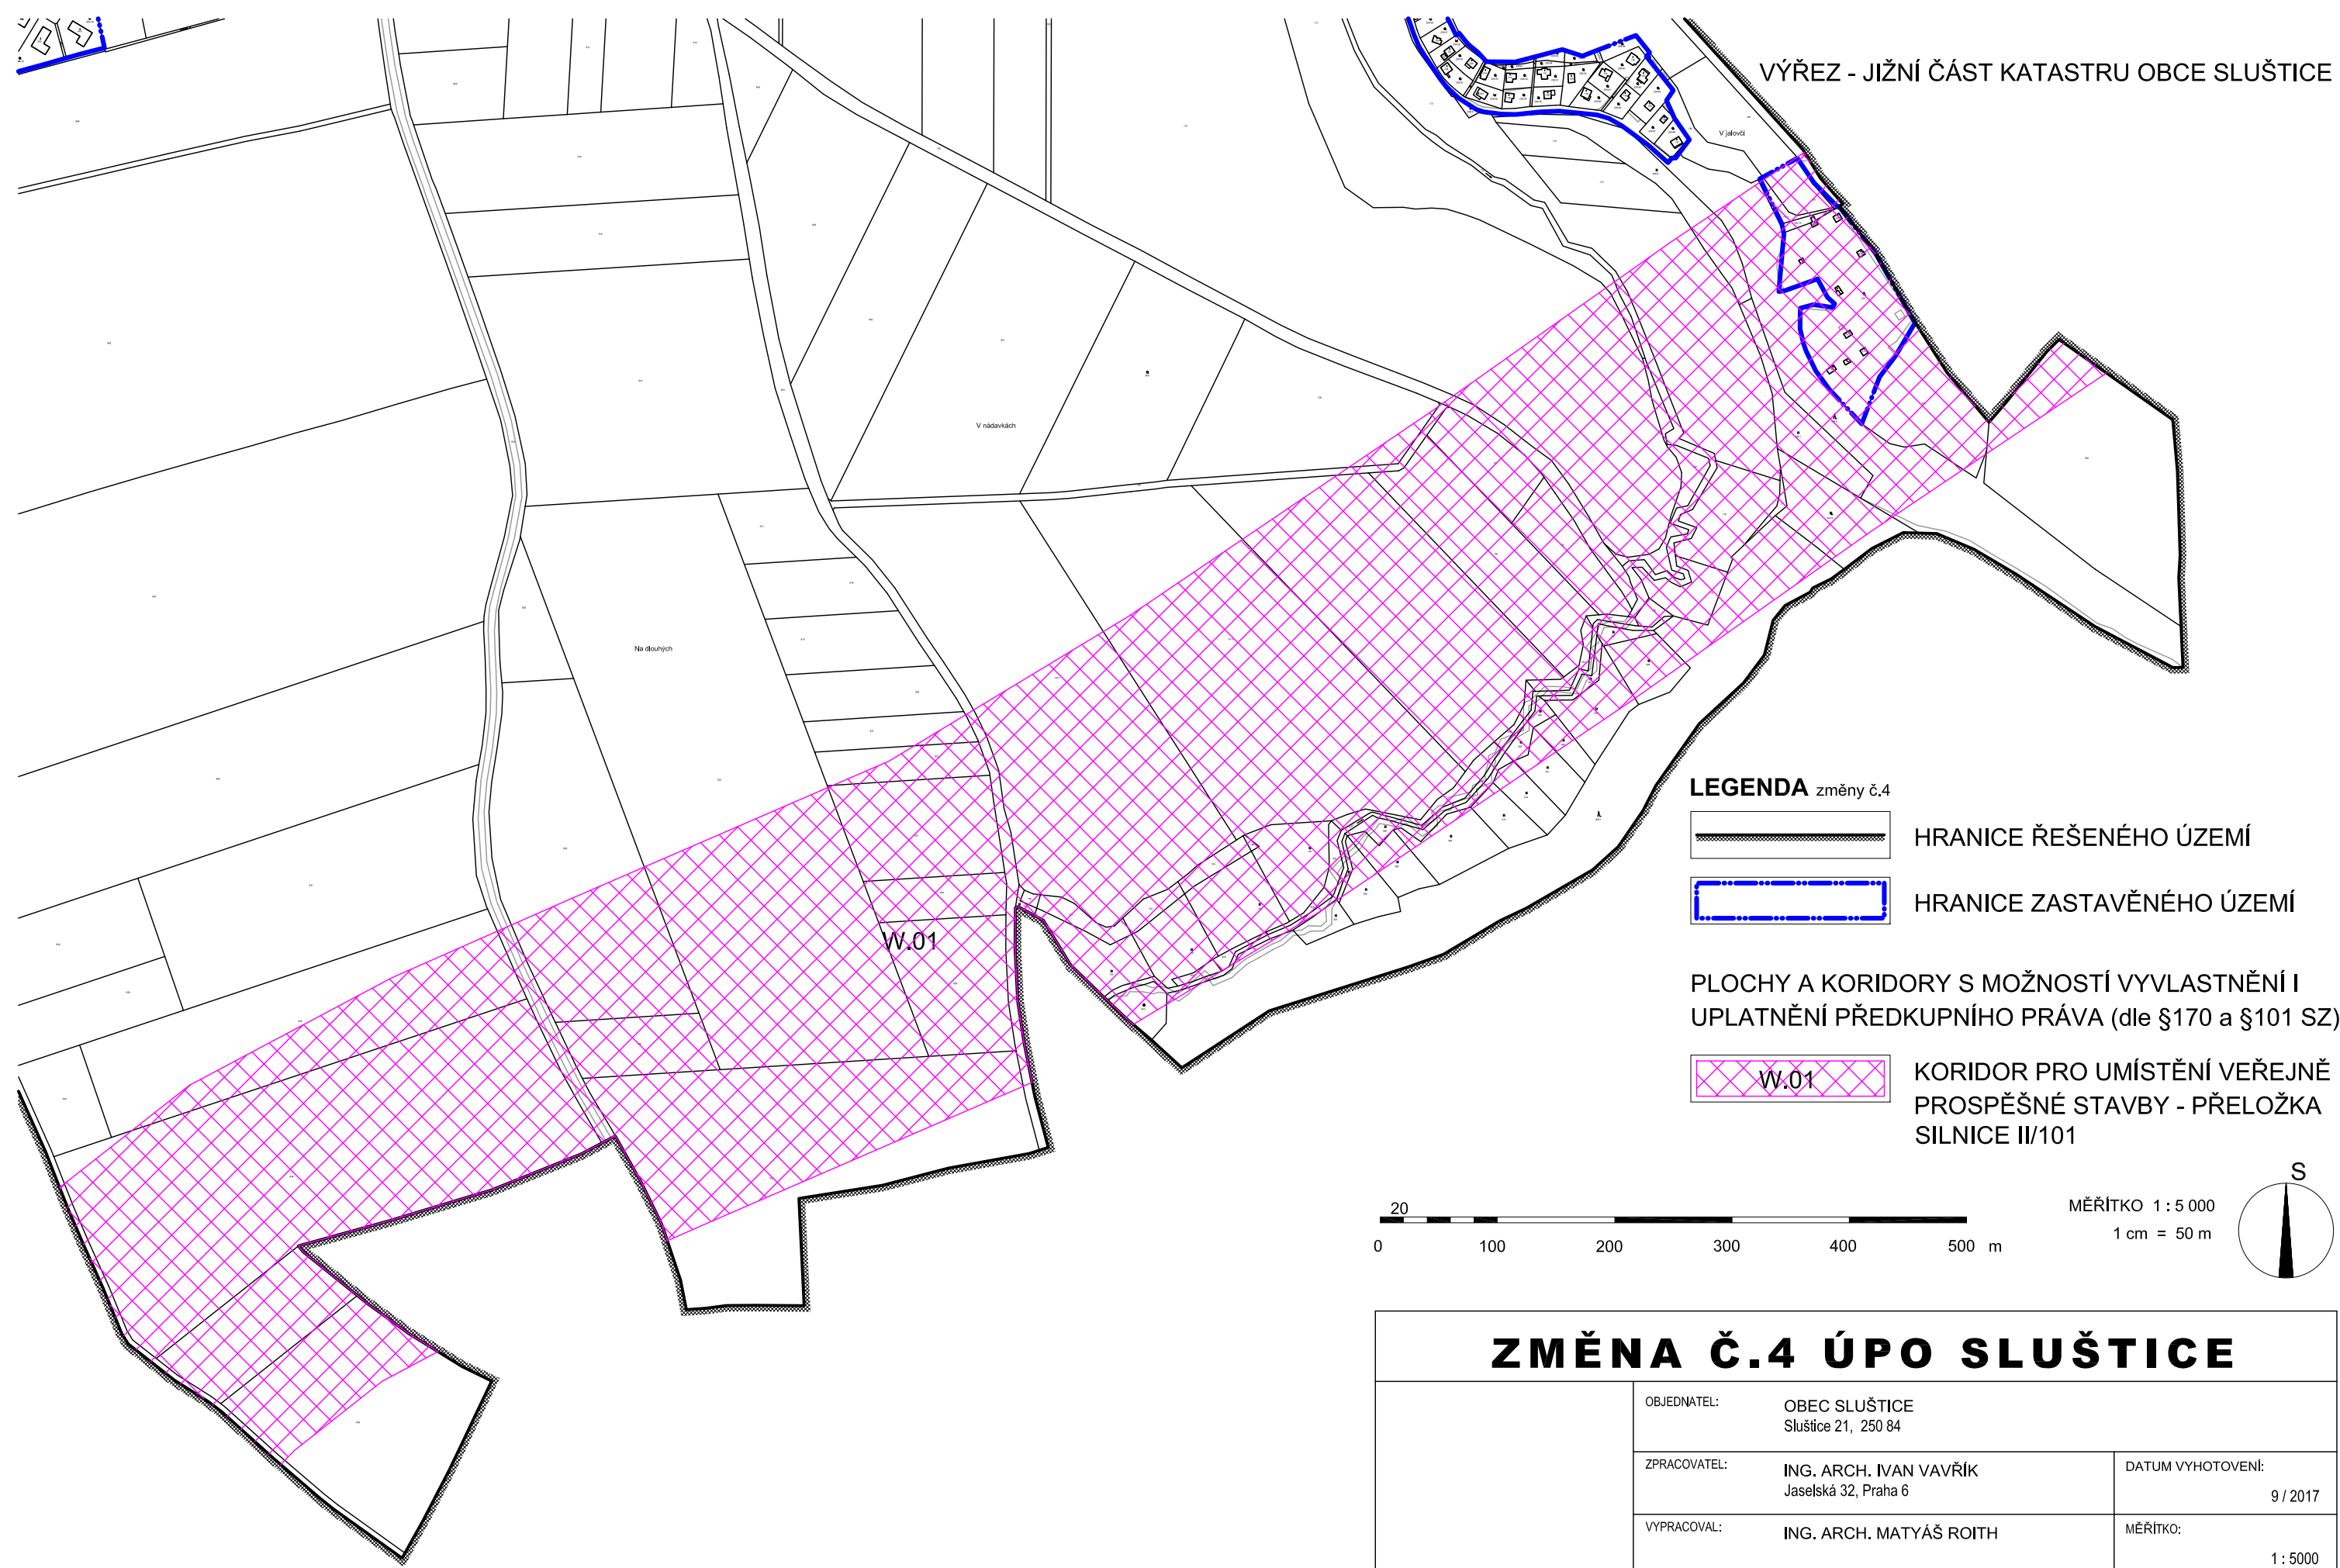 VÝŘEZ - JIŽNÍ ČÁST KATASTRU OBCE SLUŠTICE
V jalovčí
V nádavkách
Na dlouhých
W.01
LEGENDA změny č.4
HRANICE ŘEŠENÉHO ÚZEMÍ
HRANICE ZASTAVĚNÉHO ÚZEMÍ
PLOCHY A KORIDORY S MOŽNOSTÍ VYVLASTNĚNÍ I
UPLATNĚNÍ PŘEDKUPNÍHO PRÁVA (dle §170 a §101 SZ)
W.01
KORIDOR PRO UMÍSTĚNÍ VEŘEJNĚ
PROSPĚŠNÉ STAVBY - PŘELOŽKA
SILNICE II/101
20
0 100 200 300 400 500 m
MĚŘÍTKO 1 : 5 000
1 cm = 50 m
S
ZMĚNA Č.4 ÚPO SLUŠTICE
OBJEDNATEL: OBEC SLUŠTICE
Sluštice 21, 250 84
ZPRACOVATEL: ING. ARCH. IVAN VAVŘÍK
Jaselská 32, Praha 6
DATUM VYHOTOVENÍ:
9 / 2017
VYPRACOVAL: ING. ARCH. MATYÁŠ ROITH
MĚŘÍTKO:
1 : 5000